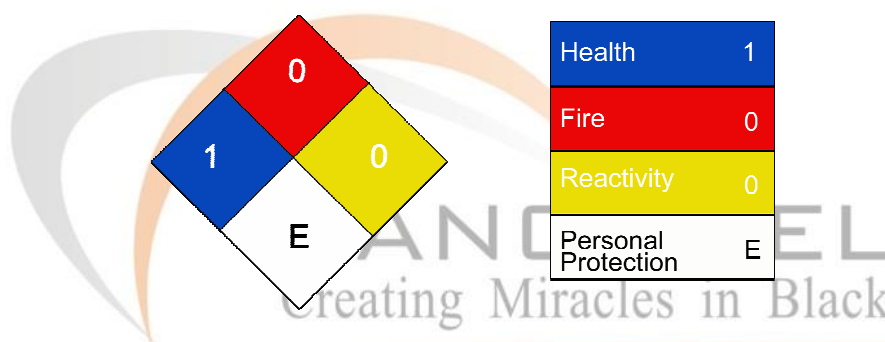 0
1
0
E
Health 1
Fire 0
Reactivity 0
Personal
Protection E
Creating Miracles in Black